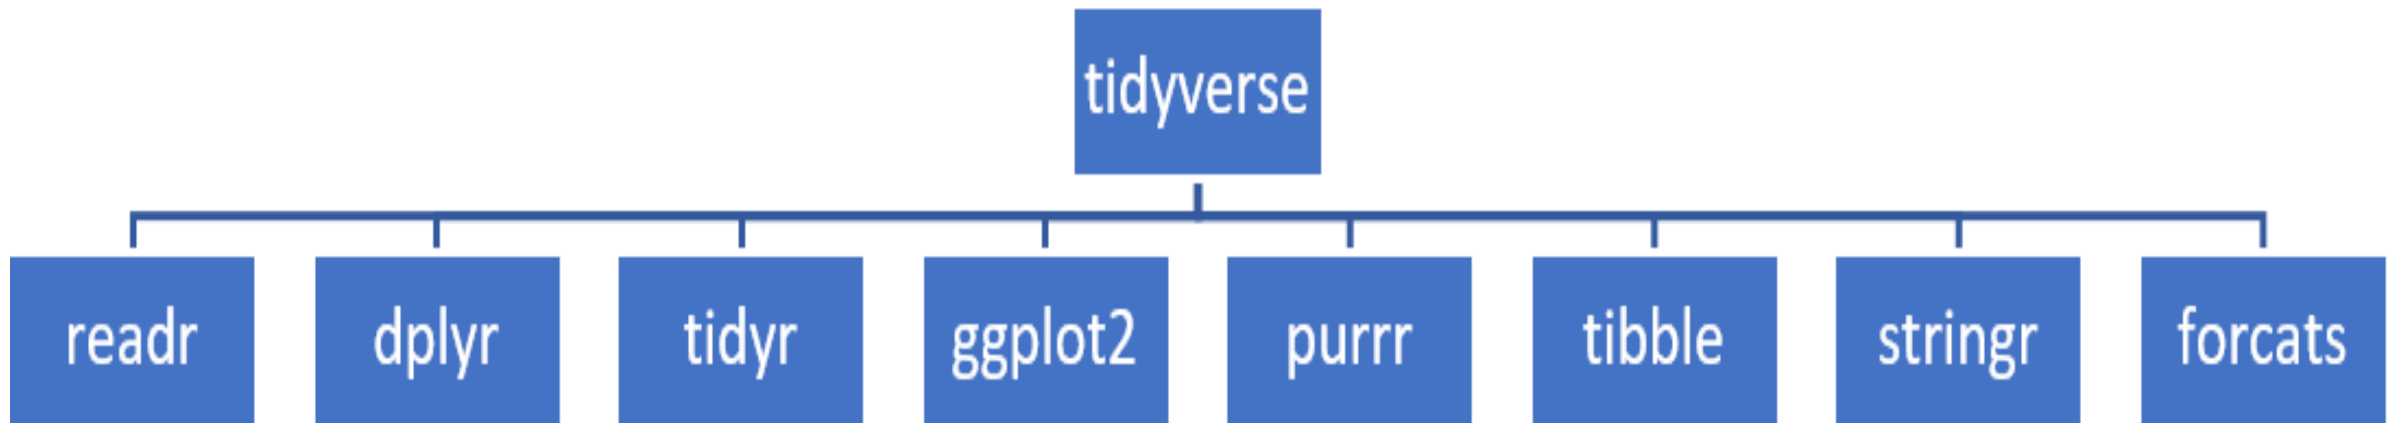 tidyverse
readr
dplyr
tidyr
ggplot2
purrr
tibble
stringr
forcats